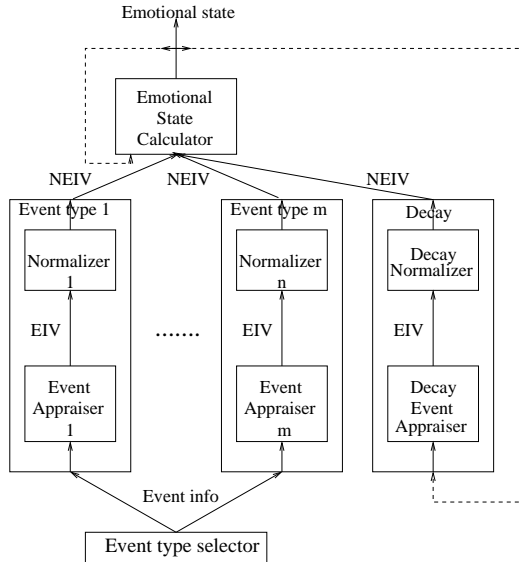 Emotional state
Emotional
State
Calculator
NEIV
NEIV
NEIV
Event type 1
Event type m
Decay
Normalizer
1
Normalizer
n
Decay
Normalizer
EIV
.......
EIV
EIV
Event
Appraiser
1
Event
Appraiser
m
Decay
Event
Appraiser
Event info
Event type selector